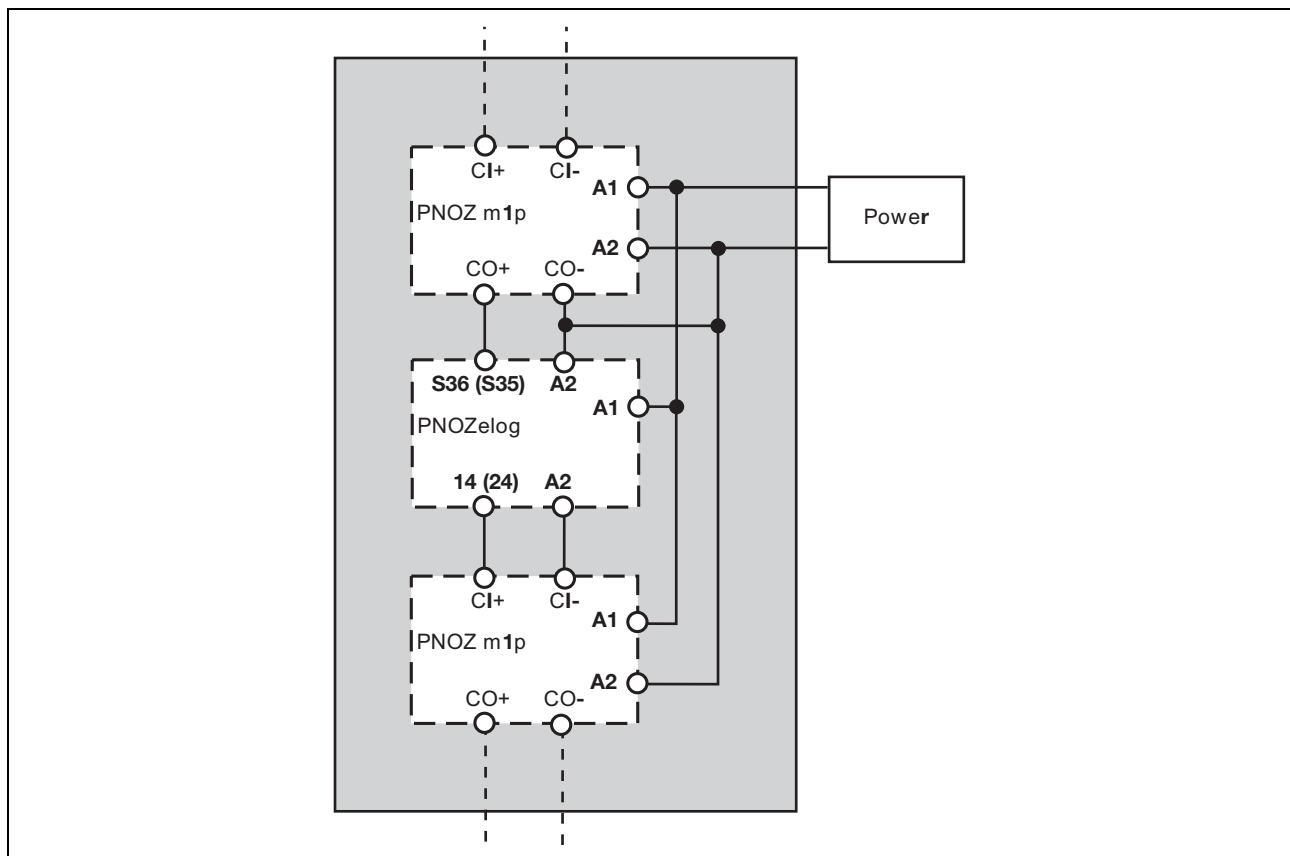 CI+ CI-
A1
PNOZ m1p
Power
A2
CO+ CO-
S36 (S35) A2
A1
PNOZelog
14 (24) A2
CI+ CI-
A1
PNOZ m1p
A2
CO+ CO-